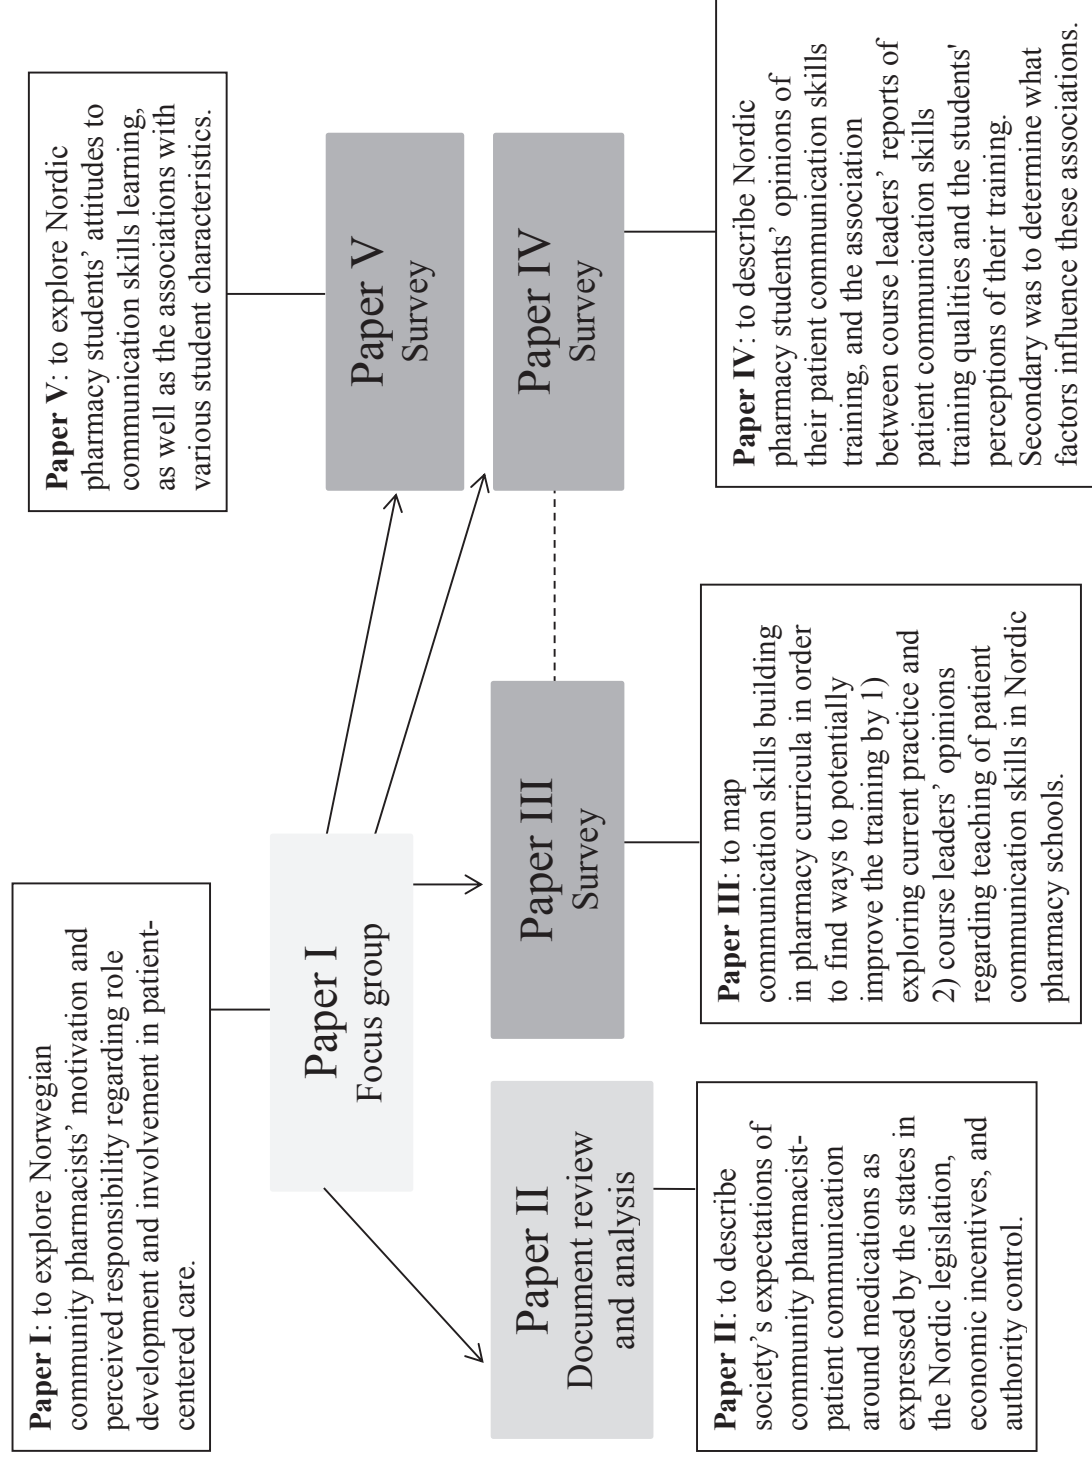 Paper I: to explore Norwegian
community pharmacists’ motivation and
perceived responsibility regarding role
development and involvement in patient-
centered care.
Paper V: to explore Nordic
pharmacy students’ attitudes to
communication skills learning,
as well as the associations with
various student characteristics.
Paper I
Focus group
Paper V
Survey
Paper II
Document review
and analysis
Paper III
Survey
Paper IV
Survey
Paper II: to describe
society’s expectations of
community pharmacist-
patient communication
around medications as
expressed by the states in
the Nordic legislation,
economic incentives, and
authority control.
Paper III: to map
communication skills building
in pharmacy curricula in order
to find ways to potentially
improve the training by 1)
exploring current practice and
2) course leaders’ opinions
regarding teaching of patient
communication skills in Nordic
pharmacy schools.
Paper IV: to describe Nordic
pharmacy students’ opinions of
their patient communication skills
training, and the association
between course leaders’ reports of
patient communication skills
training qualities and the students'
perceptions of their training.
Secondary was to determine what
factors influence these associations.